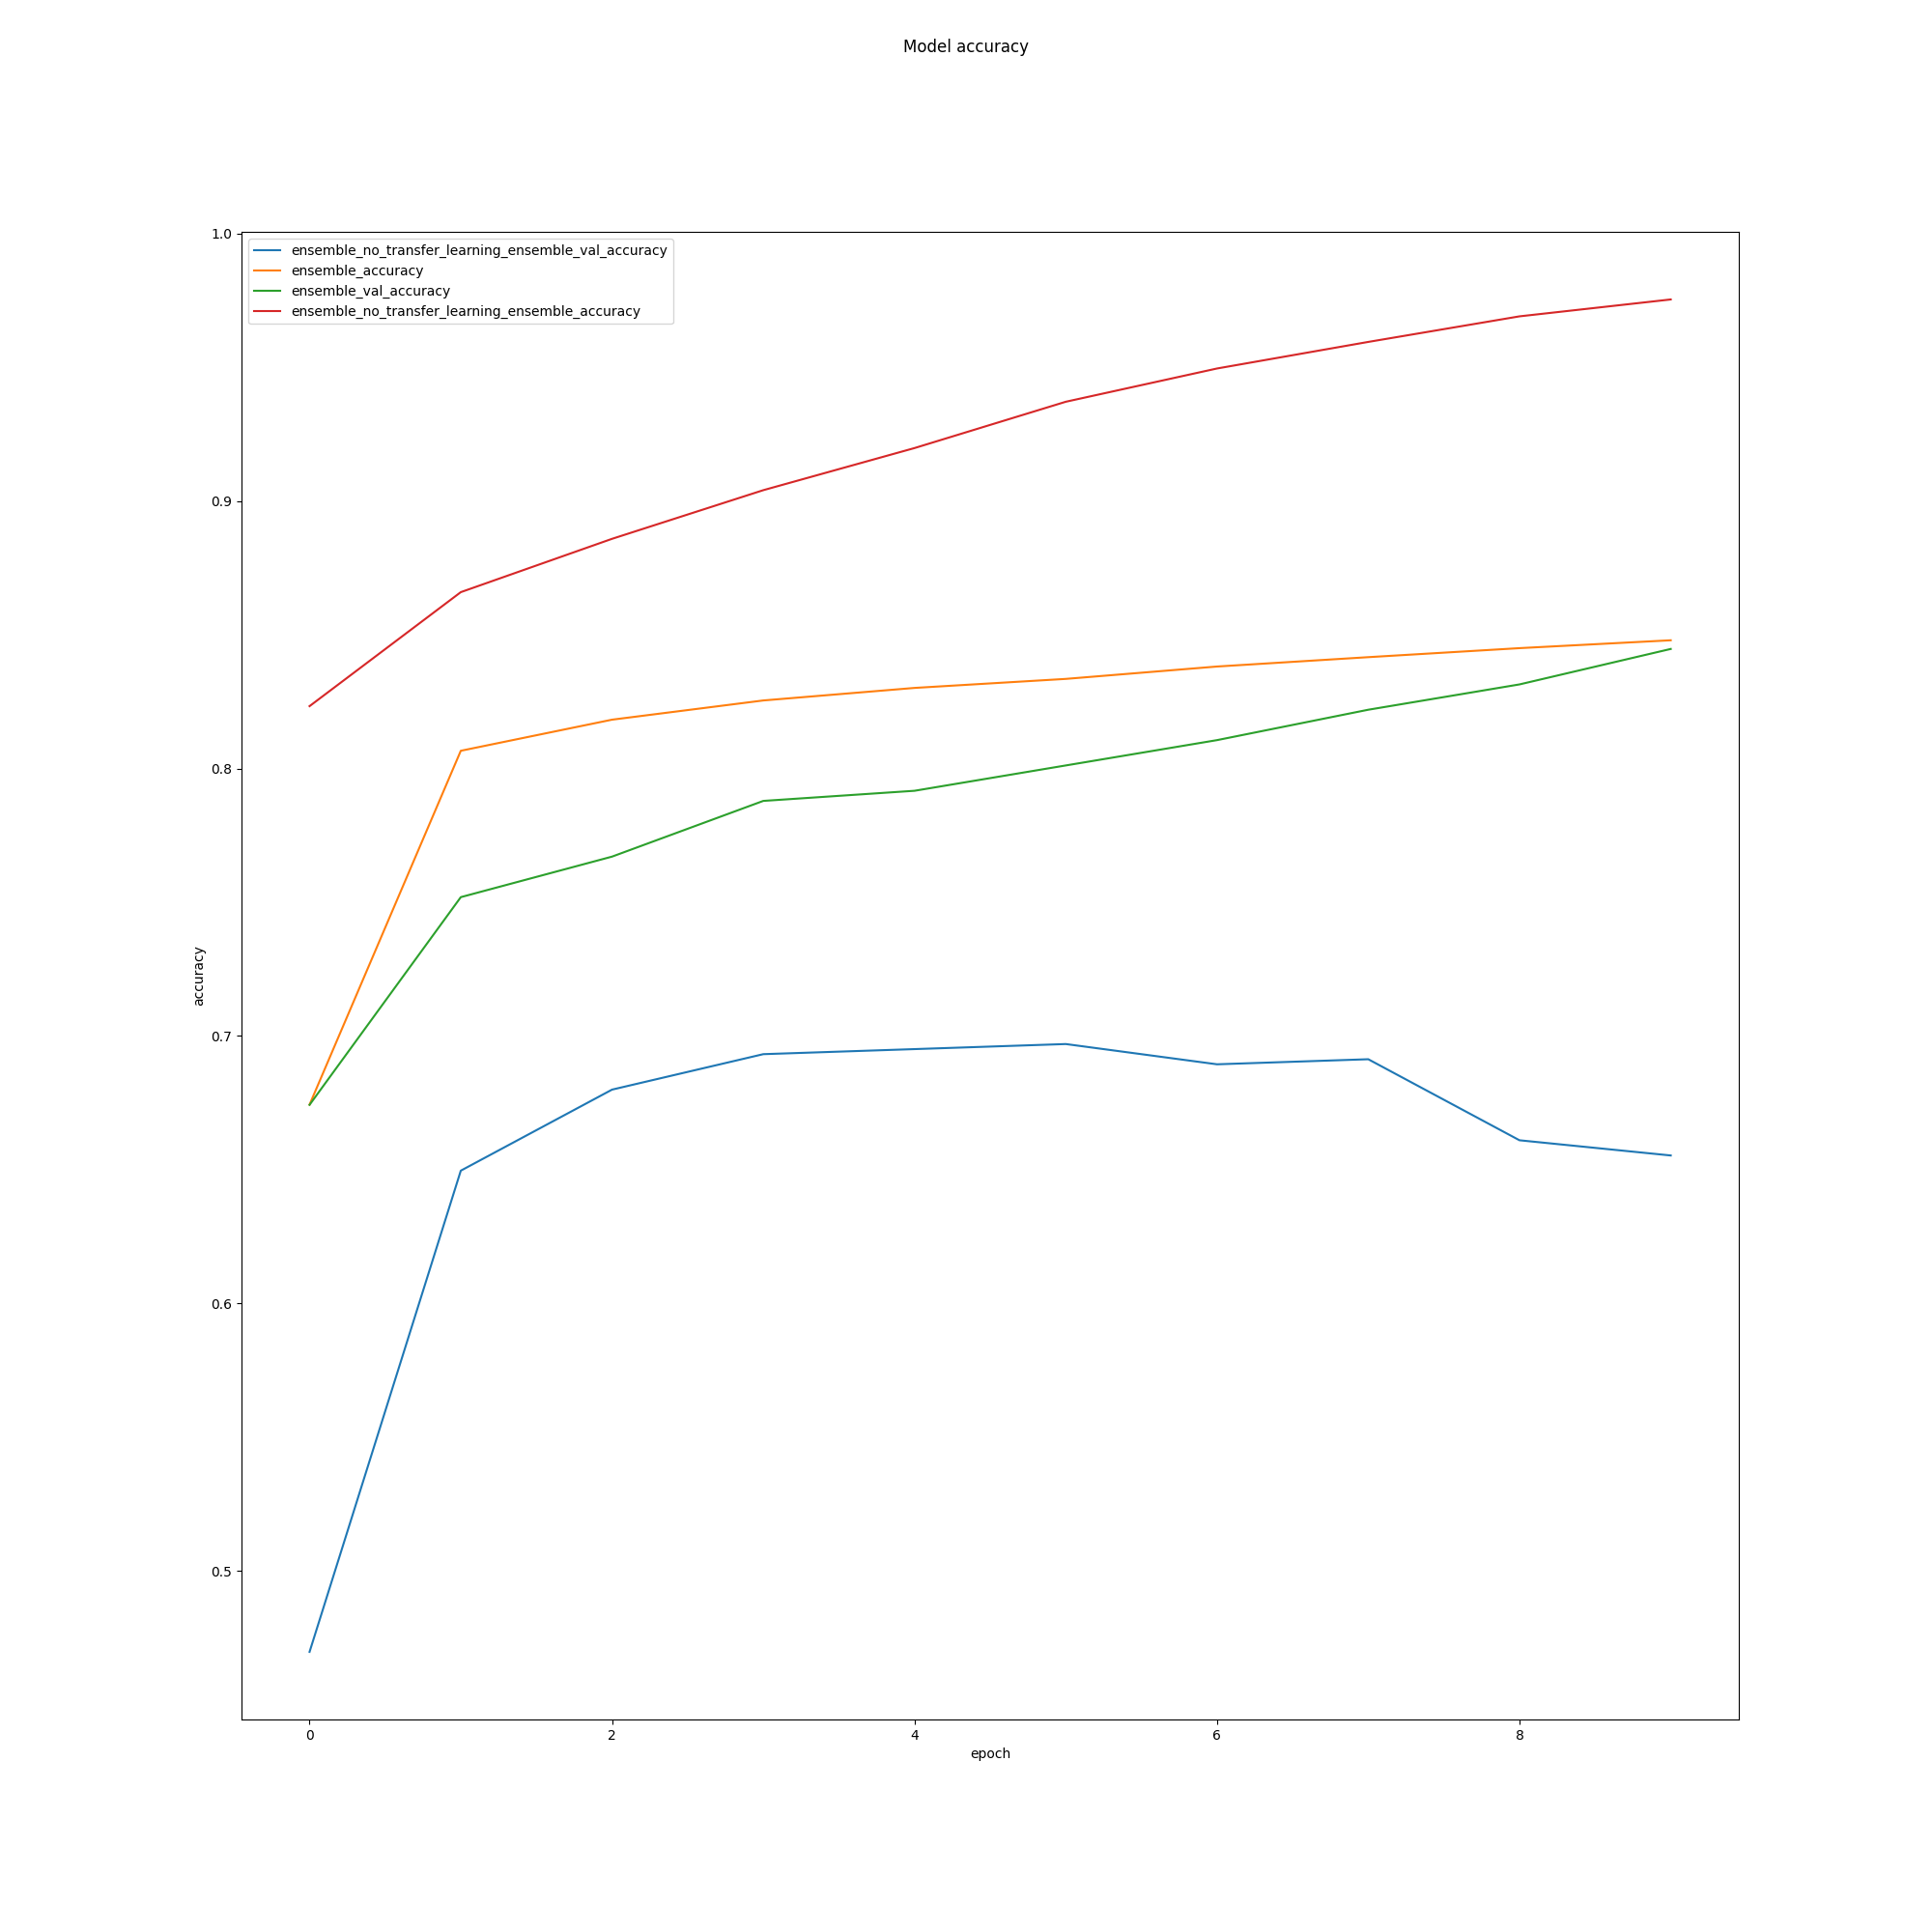 Model accuracy
ensemble_no_transfer_learning_ensemble_val_accuracy
ensemble_accuracy
ensemble_val_accuracy
ensemble_no_transfer_learning_ensemble_accuracy
1.0
0.9
0.8
0.7
0.6
0.5
accuracy
0 2 4 6 8
epoch